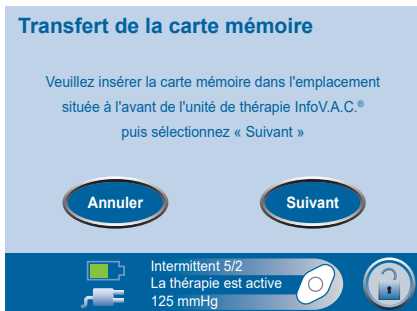 Transfert de la carte mémoire
Veuillez insérer la carte mémoire dans l'emplacement
située à l'avant de l'unité de thérapie InfoV.A.C.®
puis sélectionnez « Suivant »
Annuler
Suivant
Intermittent 5/2
La thérapie est active
125 mmHg